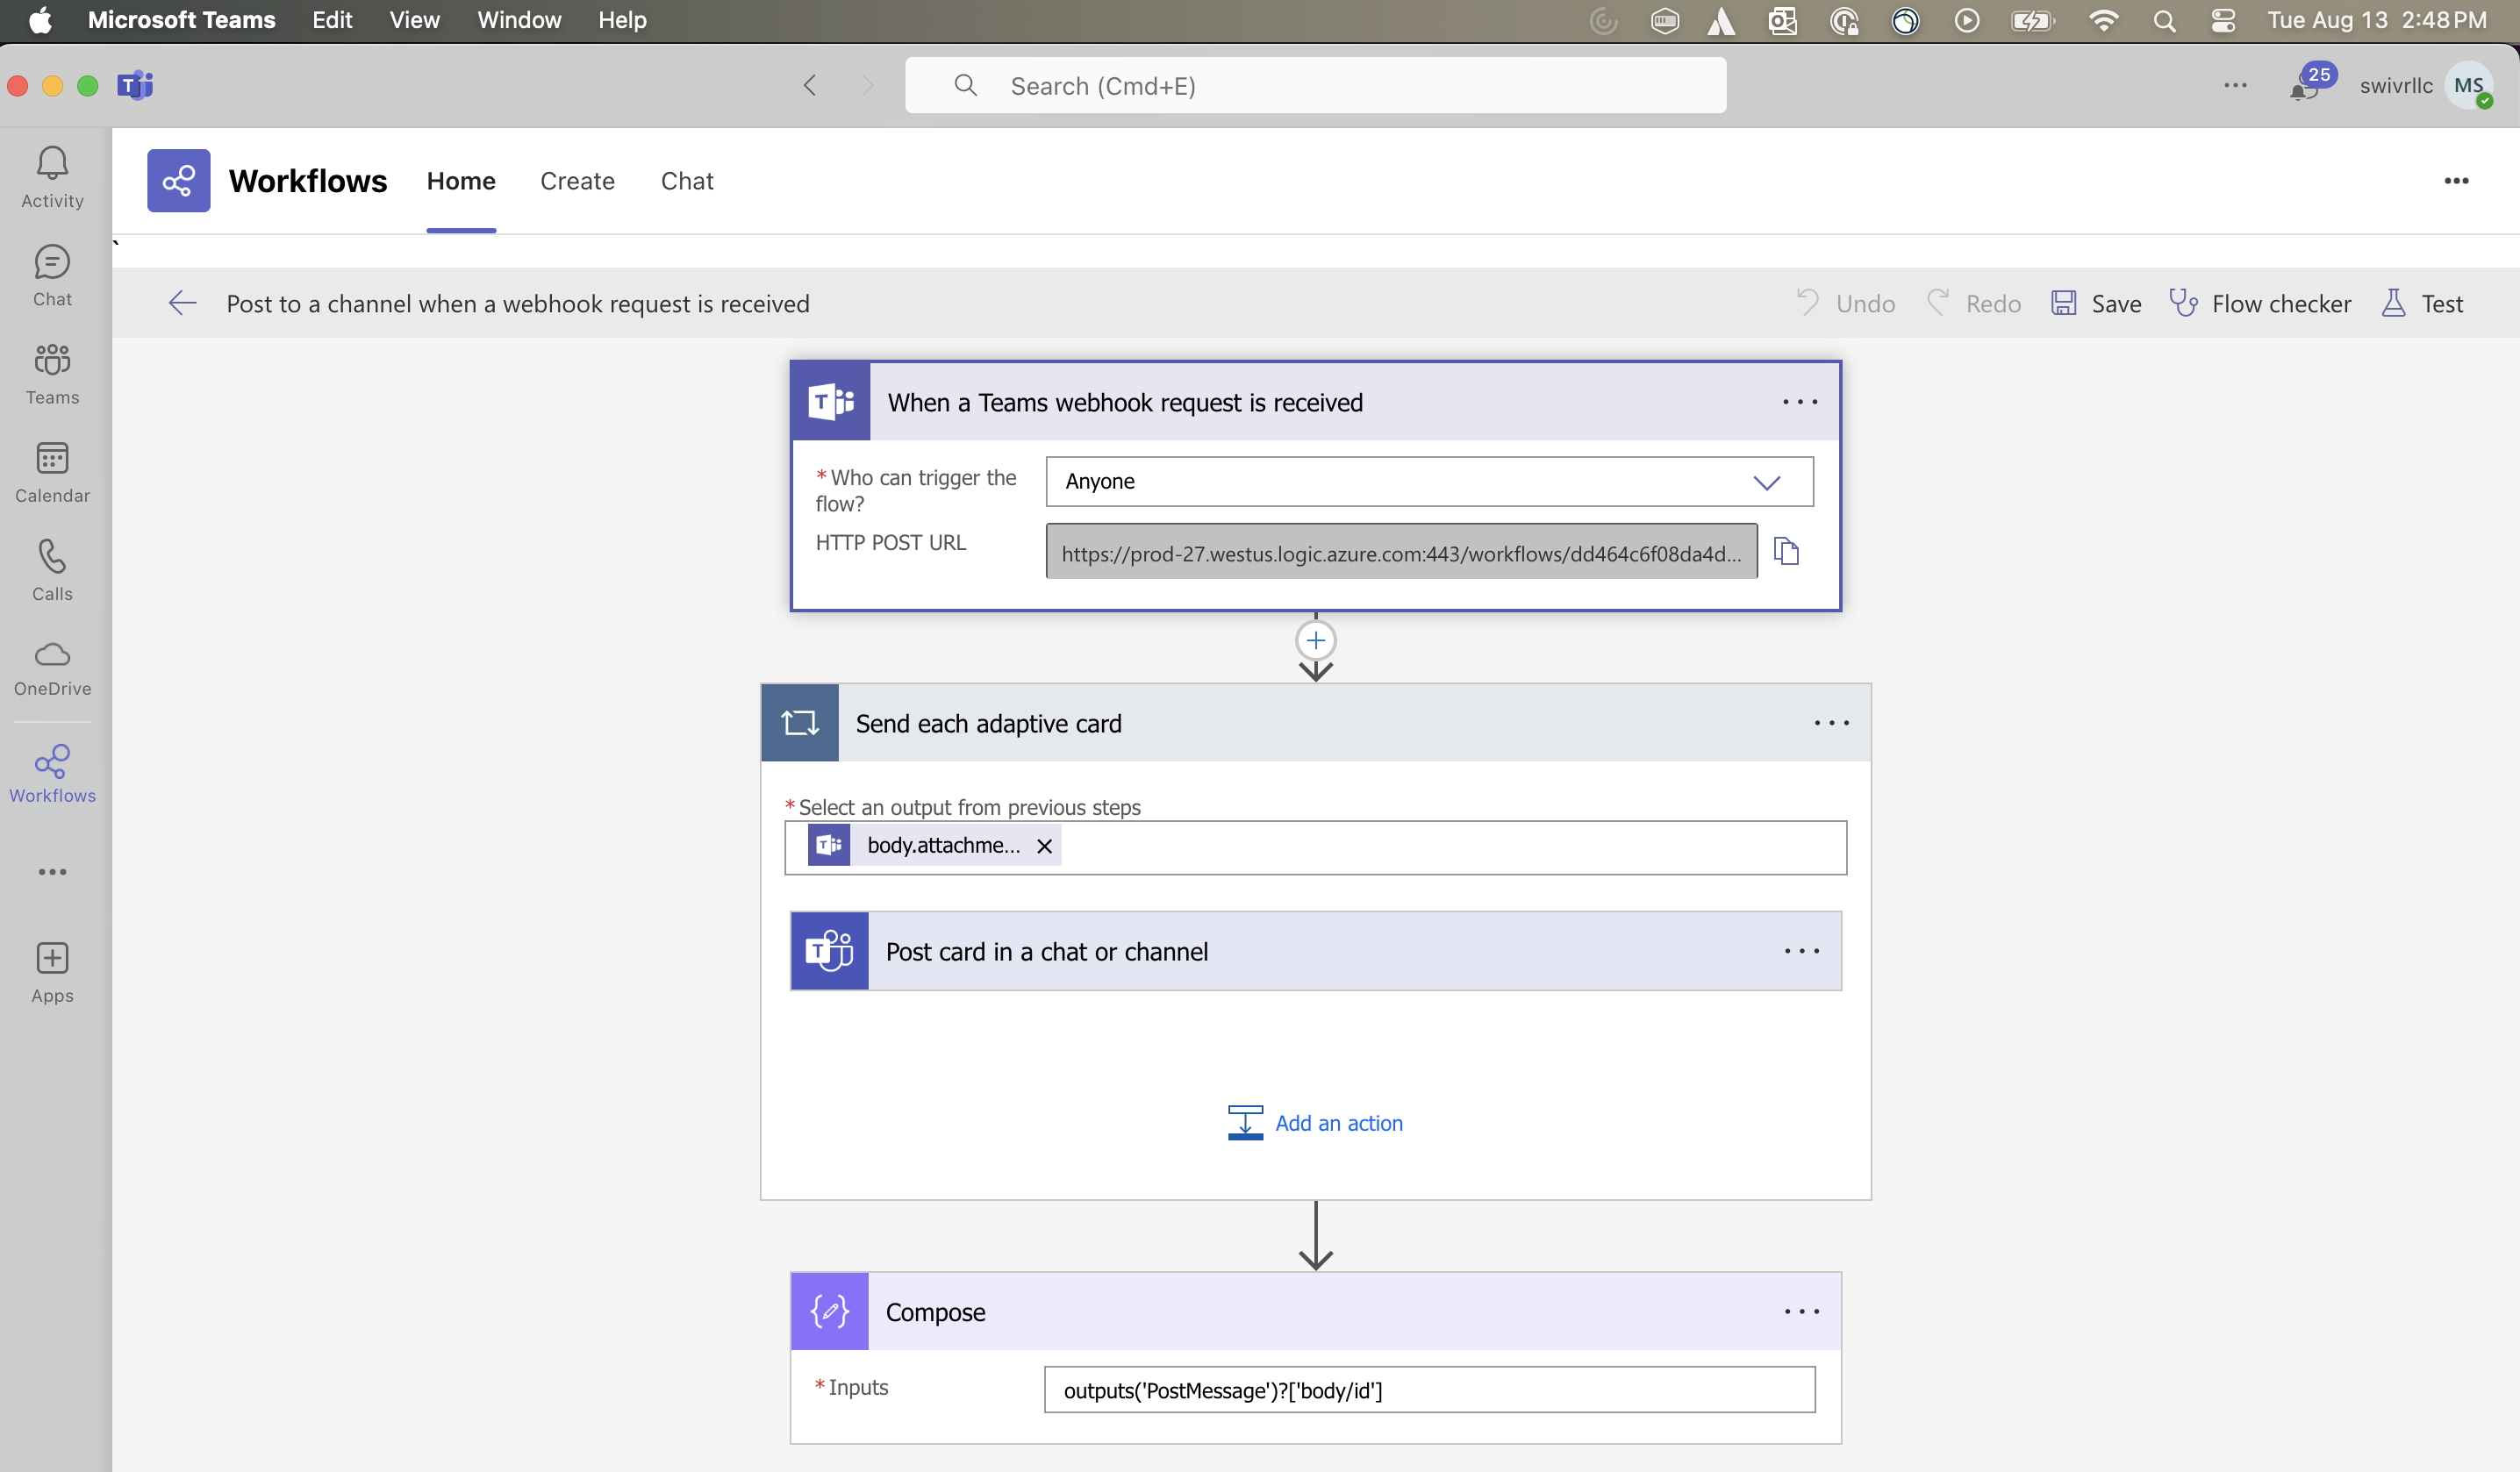 Microsoft Teams Edit View Window Help Tue Aug 13 2:48 PM
Search (Cmd+E)
25
swivrllc
MS
Activity
Chat
Teams
Calendar
Calls
OneDrive
Workflows
Apps
Workflows Home Create Chat
`
Post to a channel when a webhook request is received
Undo Redo Save Flow checker Test
When a Teams webhook request is received
* Who can trigger the
flow?
Anyone
HTTP POST URL
https://prod-27.westus.logic.azure.com:443/workflows/dd464c6f08da4d...
Send each adaptive card
* Select an output from previous steps
body.attachme...
Post card in a chat or channel
Add an action
Compose
* Inputs
outputs('PostMessage')?['body/id']